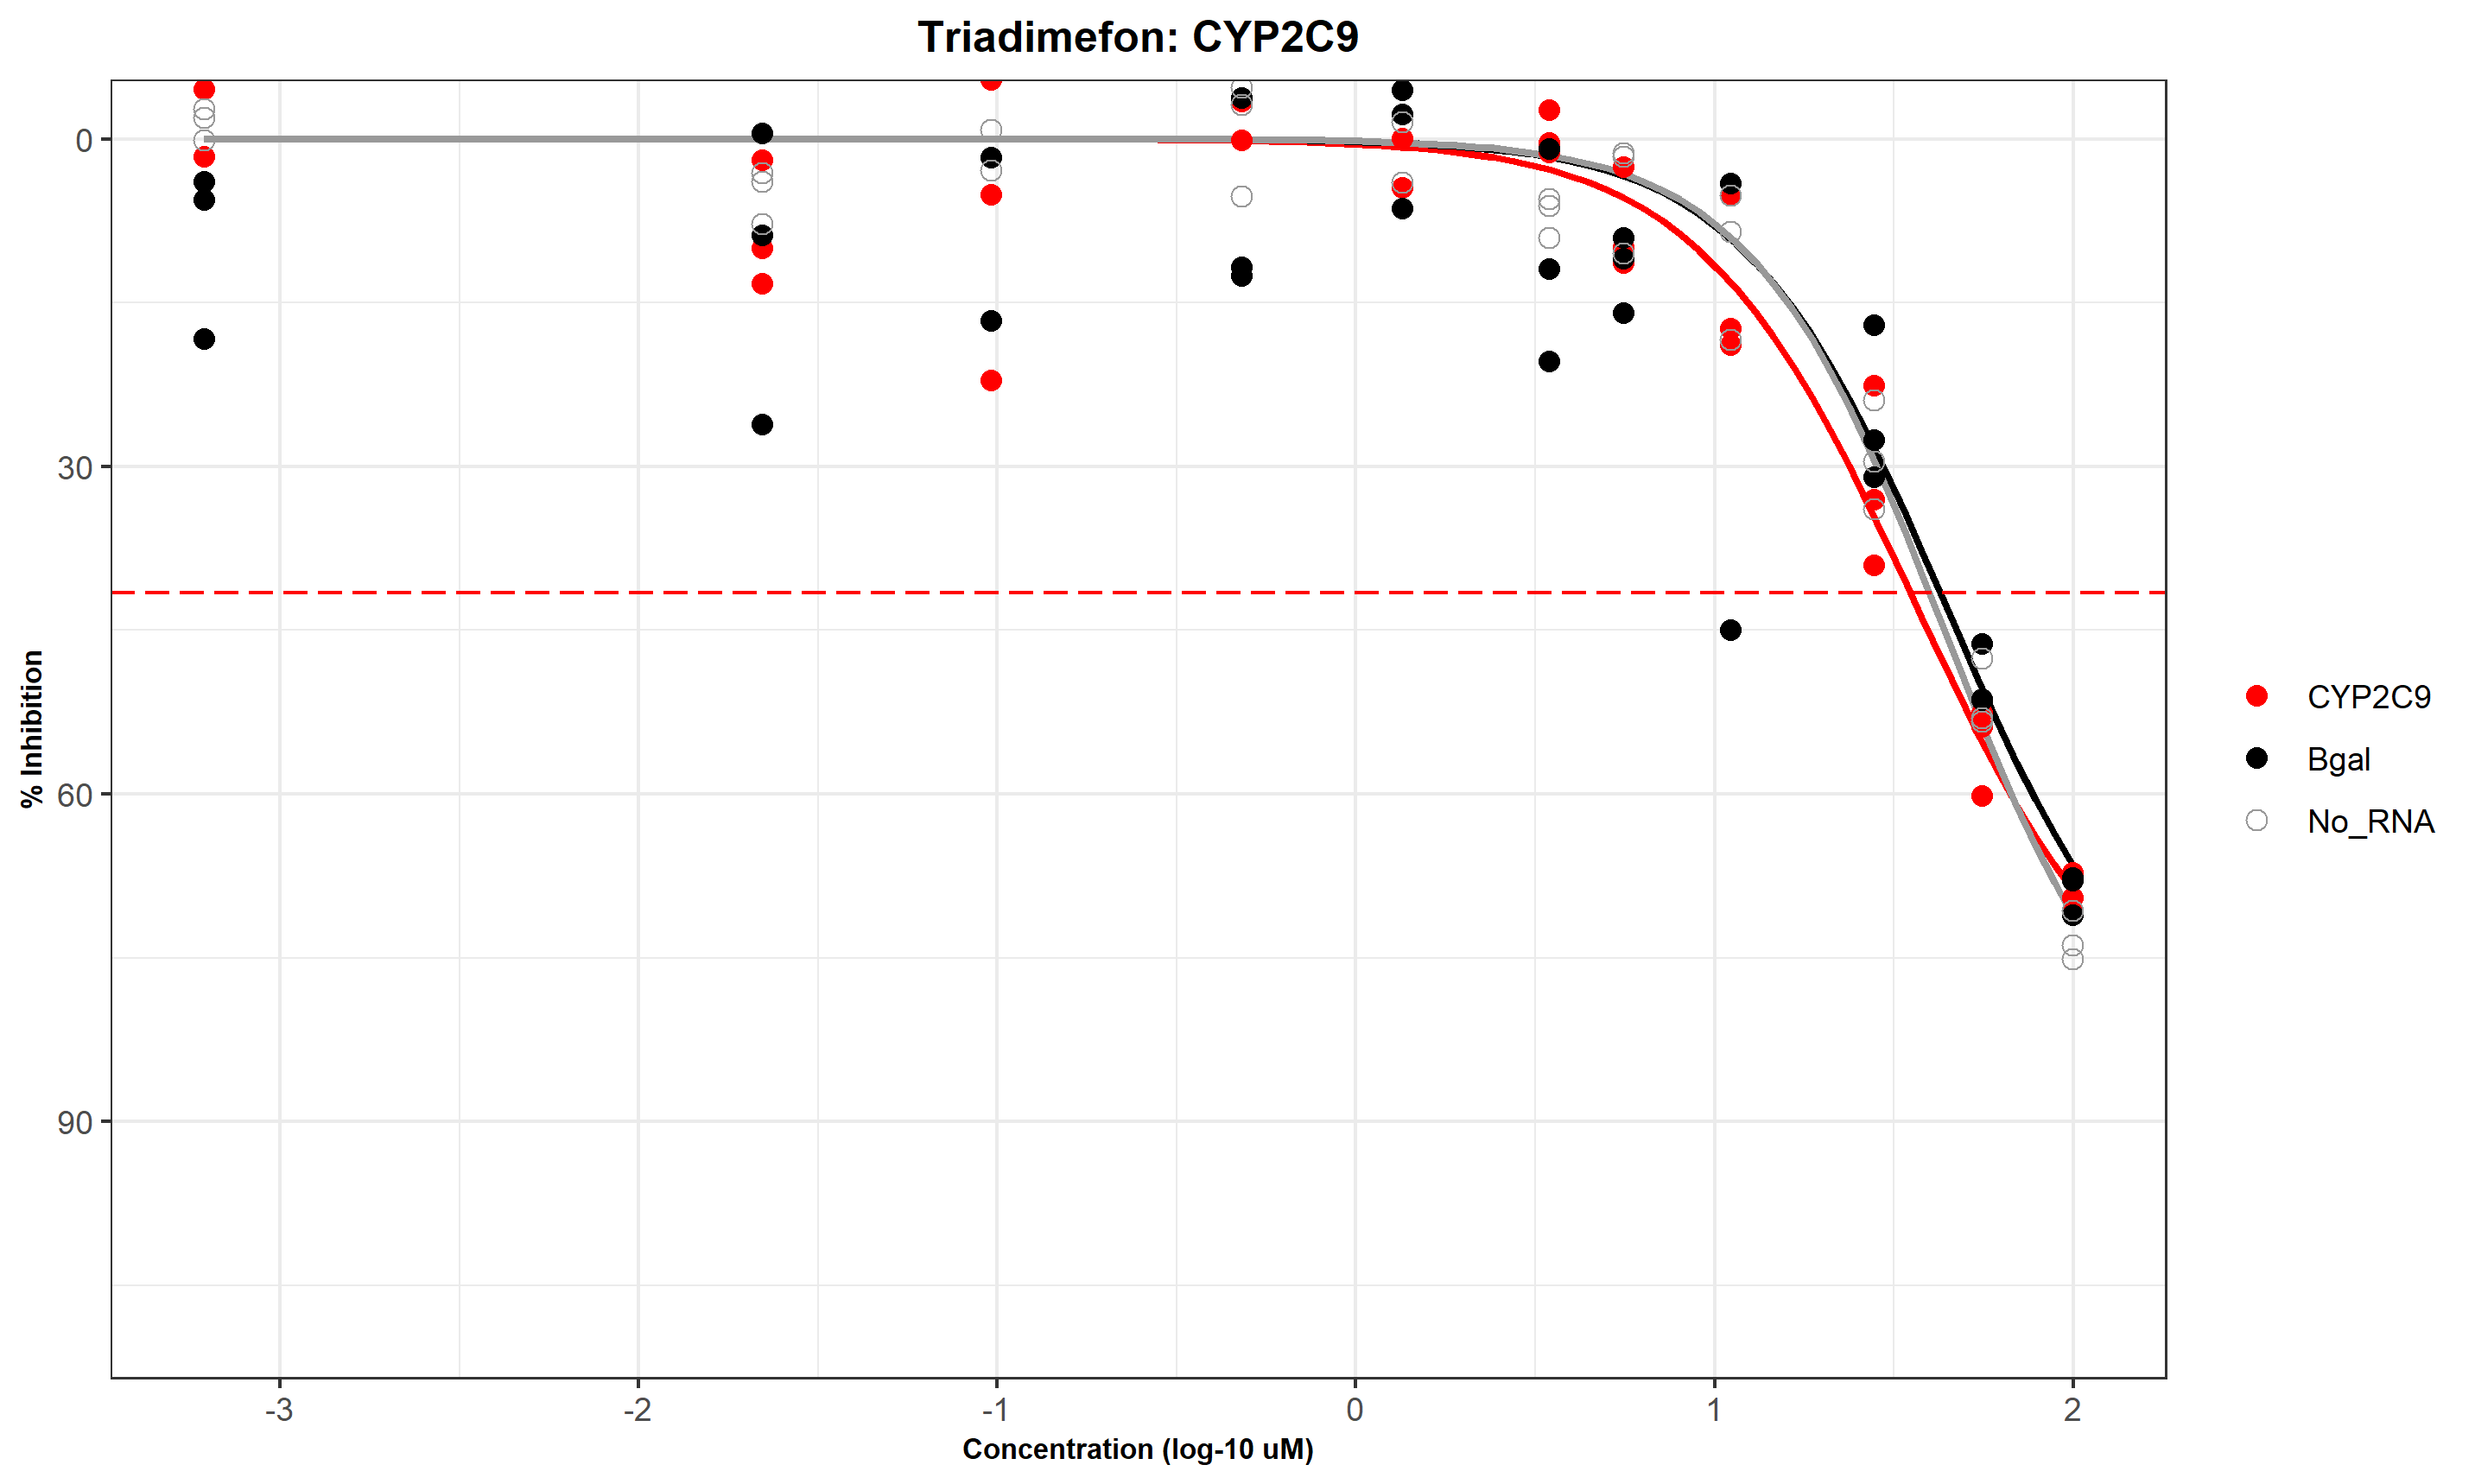 Triadimefon: CYP2C9
% Inhibition
0
30
60
90
-3
-2
-1
0
1
2
Concentration (log-10 uM)
CYP2C9
Bgal
No_RNA